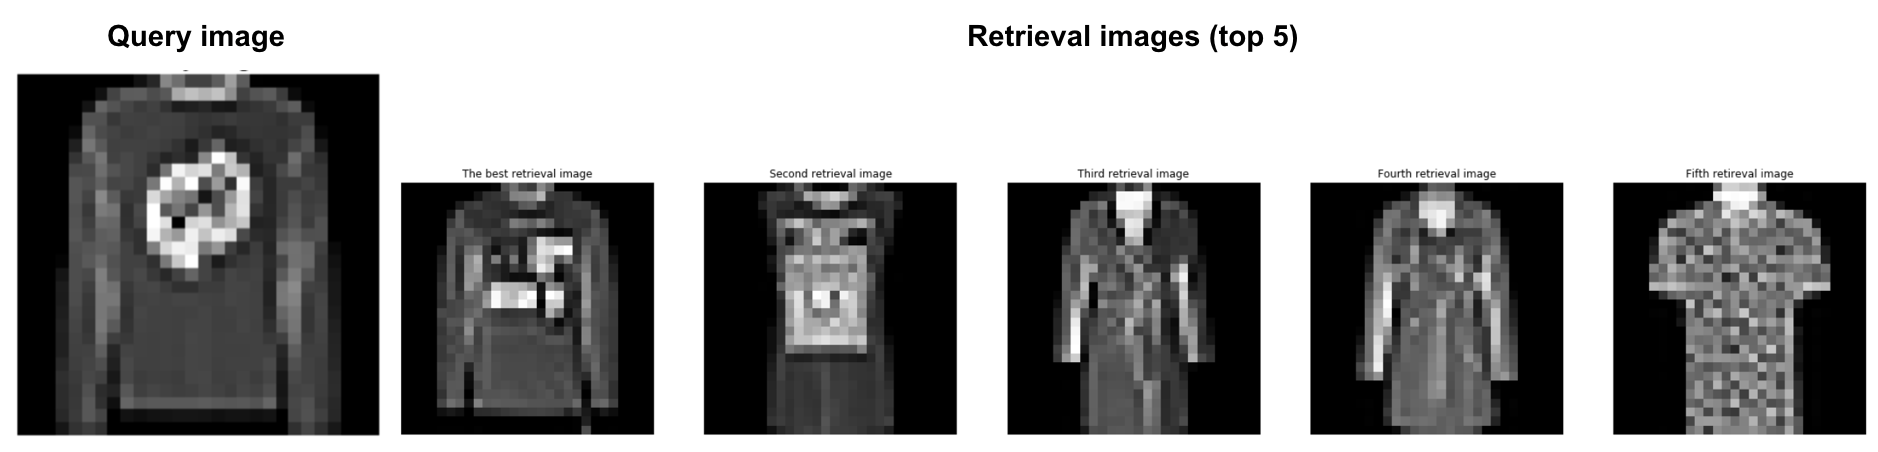 Query image
Retrieval images (top 5)
The best retrieval image
Second retrieval image
Third retrieval image
Fourth retrieval image
Fifth retireval image